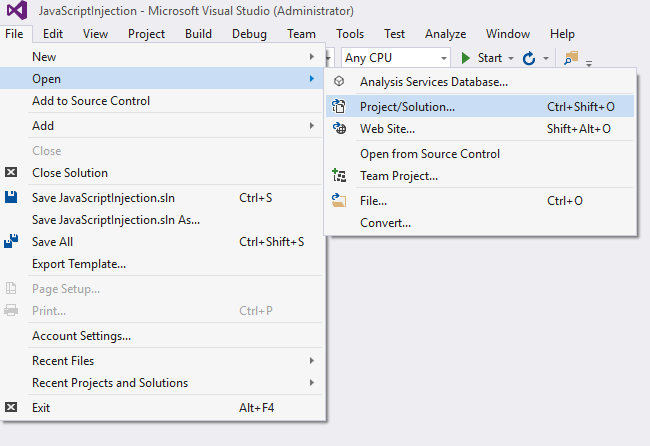 JavaScriptInjection - Microsoft Visual Studio (Administrator)
File Edit View Project Build Debug Team Tools Test Analyze Window Help
Any CPU Start
New
Open
Add to Source Control
Add
Close
Close Solution
Save JavaScriptInjection.sln Ctrl+S
Save JavaScriptInjection.sln As...
Save All Ctrl+Shift+S
Export Template...
Page Setup...
Print... Ctrl+P
Account Settings...
Recent Files
Recent Projects and Solutions
Exit Alt+F4
Analysis Services Database...
Project/Solution... Ctrl+Shift+O
Web Site... Shift+Alt+O
Open from Source Control
Team Project...
File... Ctrl+O
Convert...